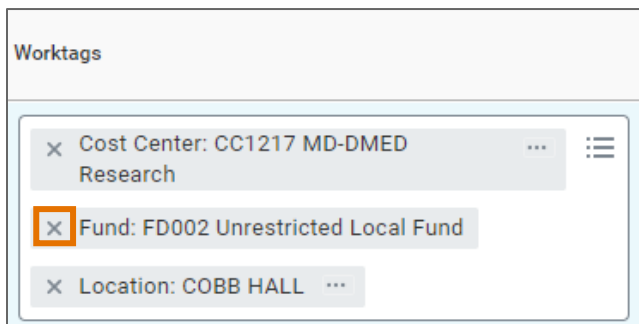 Worktags
Cost Center: CC1217 MD-DMED
Research
Fund: FD002 Unrestricted Local Fund
Location: COBB HALL